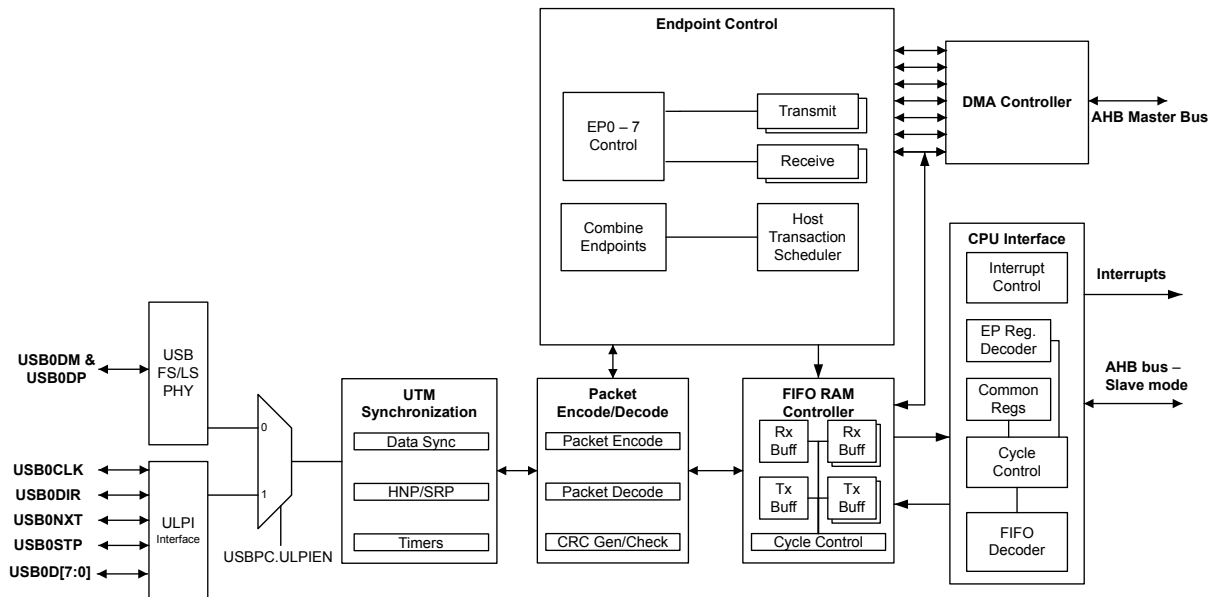 Endpoint Control
EP0 – 7
Control
Transmit
Receive
Combine
Endpoints
Host
Transaction
Scheduler
DMA Controller
AHB Master Bus
CPU Interface
Interrupt
Control
EP Reg.
Decoder
Common
Regs
Cycle
Control
FIFO
Decoder
Interrupts
AHB bus –
Slave mode
USB0DM &
USB0DP
USB
FS/LS
PHY
USB0CLK
USB0DIR
USB0NXT
USB0STP
USB0D[7:0]
ULPI
Interface
0
1
USBPC.ULPIEN
UTM
Synchronization
Data Sync
HNP/SRP
Timers
Packet
Encode/Decode
Packet Encode
Packet Decode
CRC Gen/Check
FIFO RAM
Controller
Rx
Buff
Rx
Buff
Tx
Buff
Tx
Buff
Cycle Control